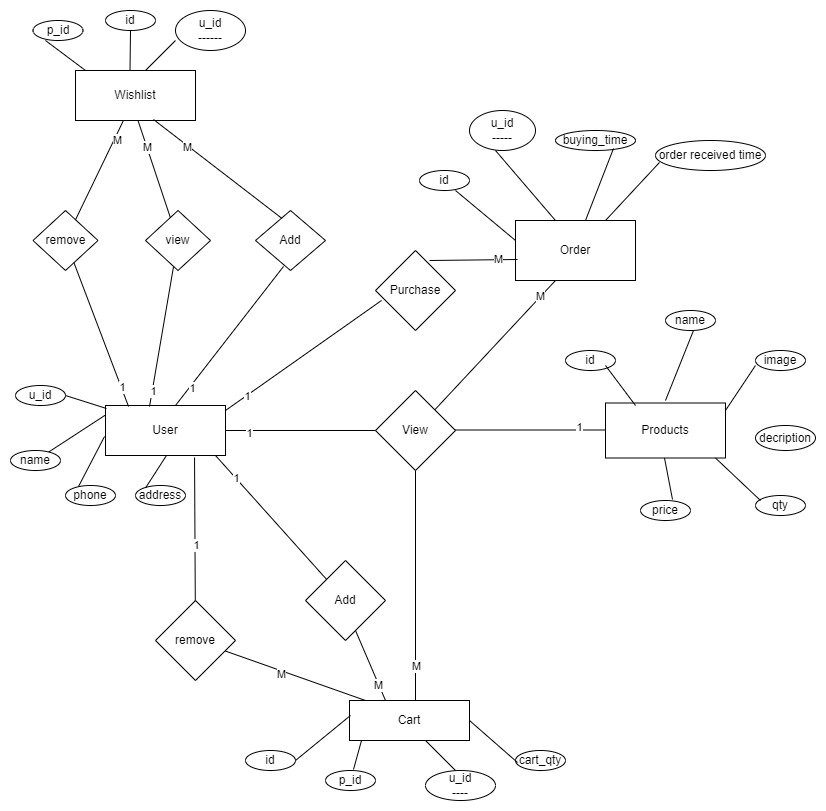 id
u_id
------
p_id
Wishlist
M
M
M
u_id
-----
buying_time
order received time
id
remove
view
Add
Order
Purchase
M
M
name
id
image
1
1
1
1
u_id
User
1
View
1
Products
decription
name
phone
address
1
price
qty
1
Add
remove
M
M
M
Cart
id
p_id
u_id
----
cart_qty